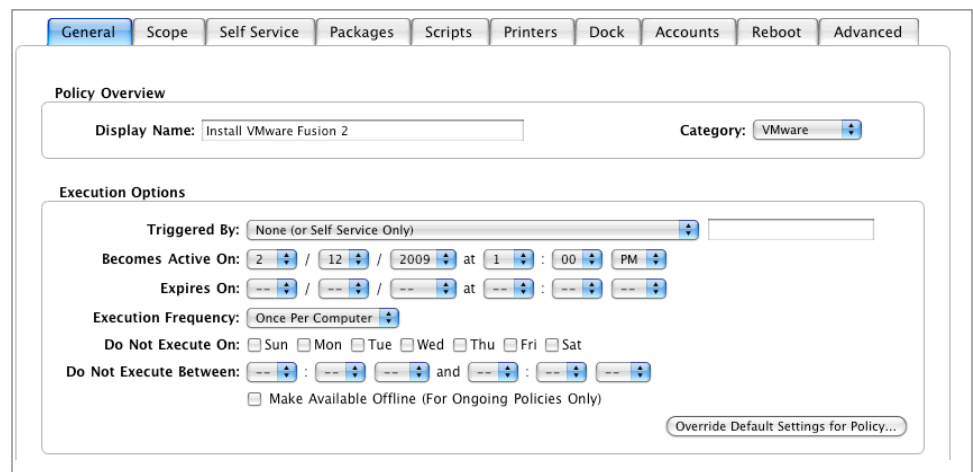 General Scope Self Service Packages Scripts Printers Dock Accounts Reboot Advanced
Policy Overview
Display Name: Install VMware Fusion 2 Category: VMware
Execution Options
Triggered By: None (or Self Service Only)
Becomes Active On: 2 / 12 / 2009 at 1 : 00 PM
Expires On: -- / -- / -- at -- : -- --
Execution Frequency: Once Per Computer
Do Not Execute On: Sun Mon Tue Wed Thu Fri Sat
Do Not Execute Between: -- : -- -- and -- : -- --
Make Available Offline (For Ongoing Policies Only)
Override Default Settings for Policy...